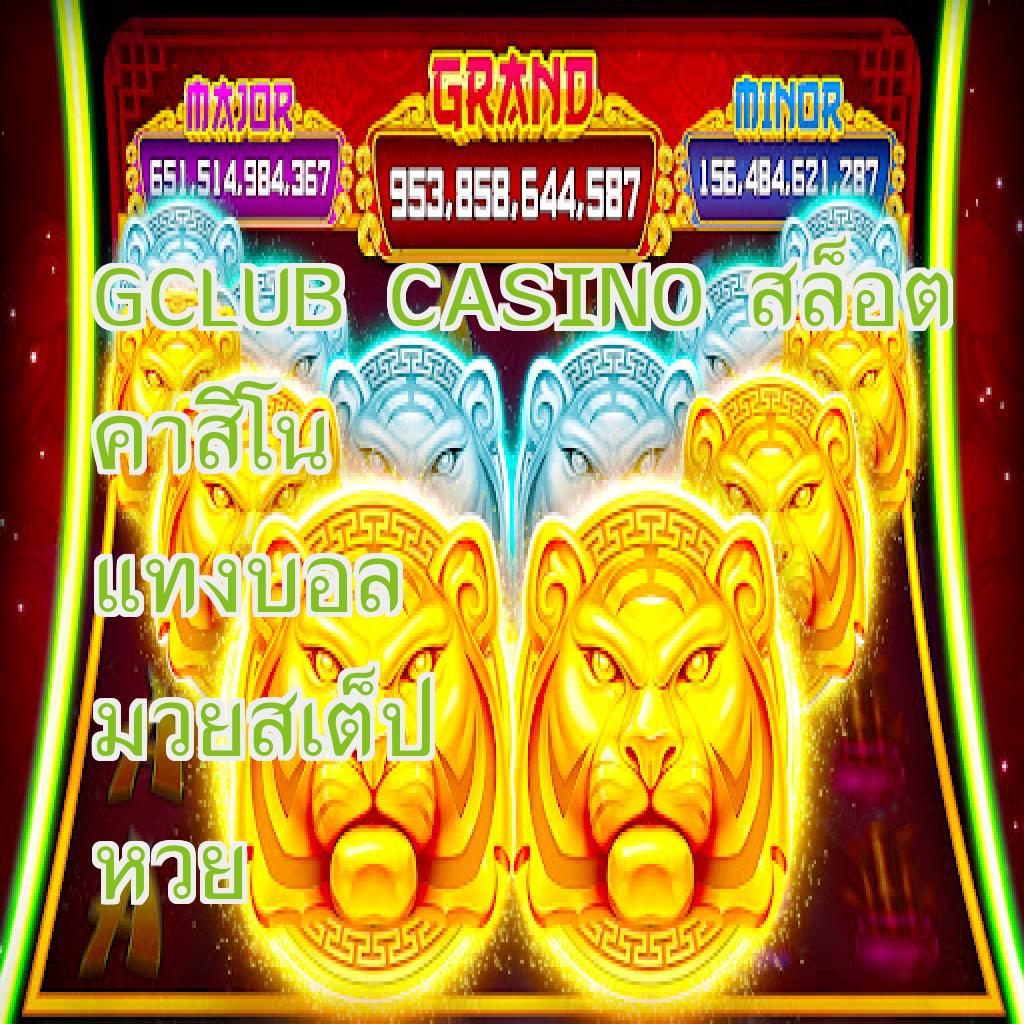 GRAND
MAJOR MINOR
651,514,984,367 953,858,644,587 156,484,621,287
GCLUB CASINO สล็อต
คาสิโน
แทงบอล
มวยสเต็ป
หวย